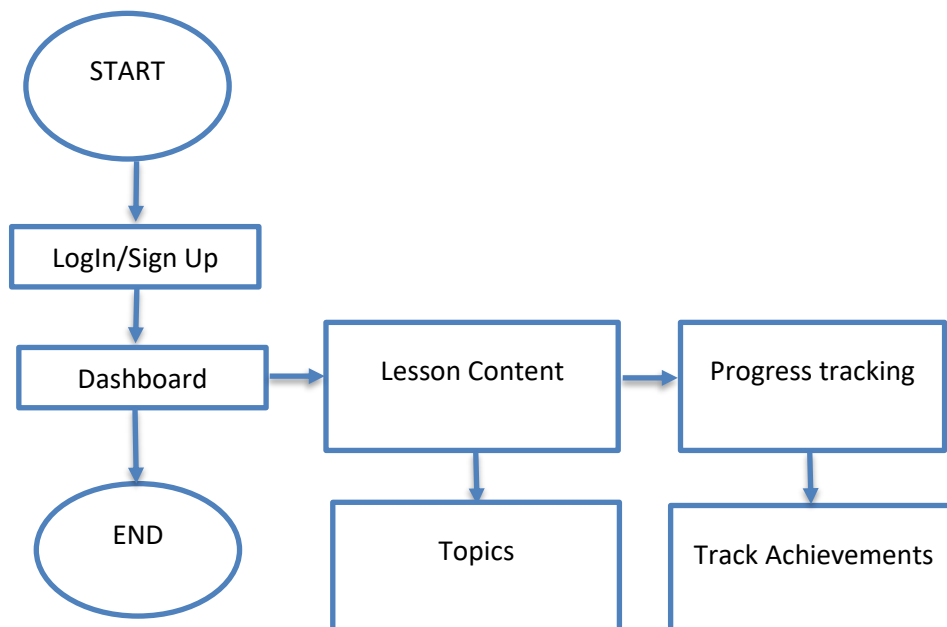 START
LogIn/Sign Up
Dashboard
Lesson Content
Progress tracking
END
Topics
Track Achievements